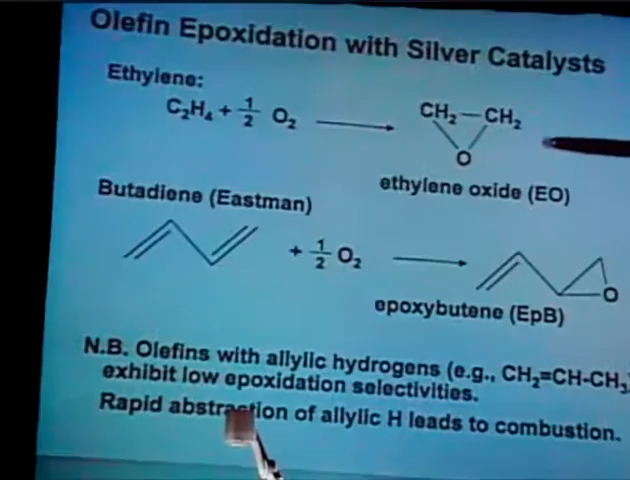 Olefin Epoxidation with Silver Catalysts
Ethylene:
C₂H₄ + 1/2 O₂
CH₂—CH₂
O
ethylene oxide (EO)
Butadiene (Eastman)
+ 1/2 O₂
O
epoxybutene (EpB)
N.B. Olefins with allylic hydrogens (e.g., CH₂=CH-CH₃)
exhibit low epoxidation selectivities.
Rapid abstraction of allylic H leads to combustion.